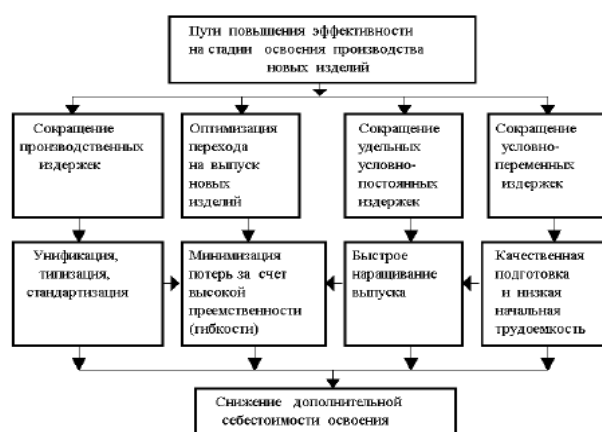 Пути повышения эффективности
на стадии освоения производства
новых изделий
Сокращение
производственных
издержек
Оптимизация
перехода
на выпуск
новых
изделий
Сокращение
удельных
условно-
постоянных
издержек
Сокращение
условно-
переменных
издержек
Унификация,
типизация,
стандартизация
Минимизация
потерь за счет
высокой
преемственности
(гибкости)
Быстрое
наращивание
выпуска
Качественная
подготовка
и низкая
начальная
трудоемкость
Снижение дополнительной
себестоимости освоения